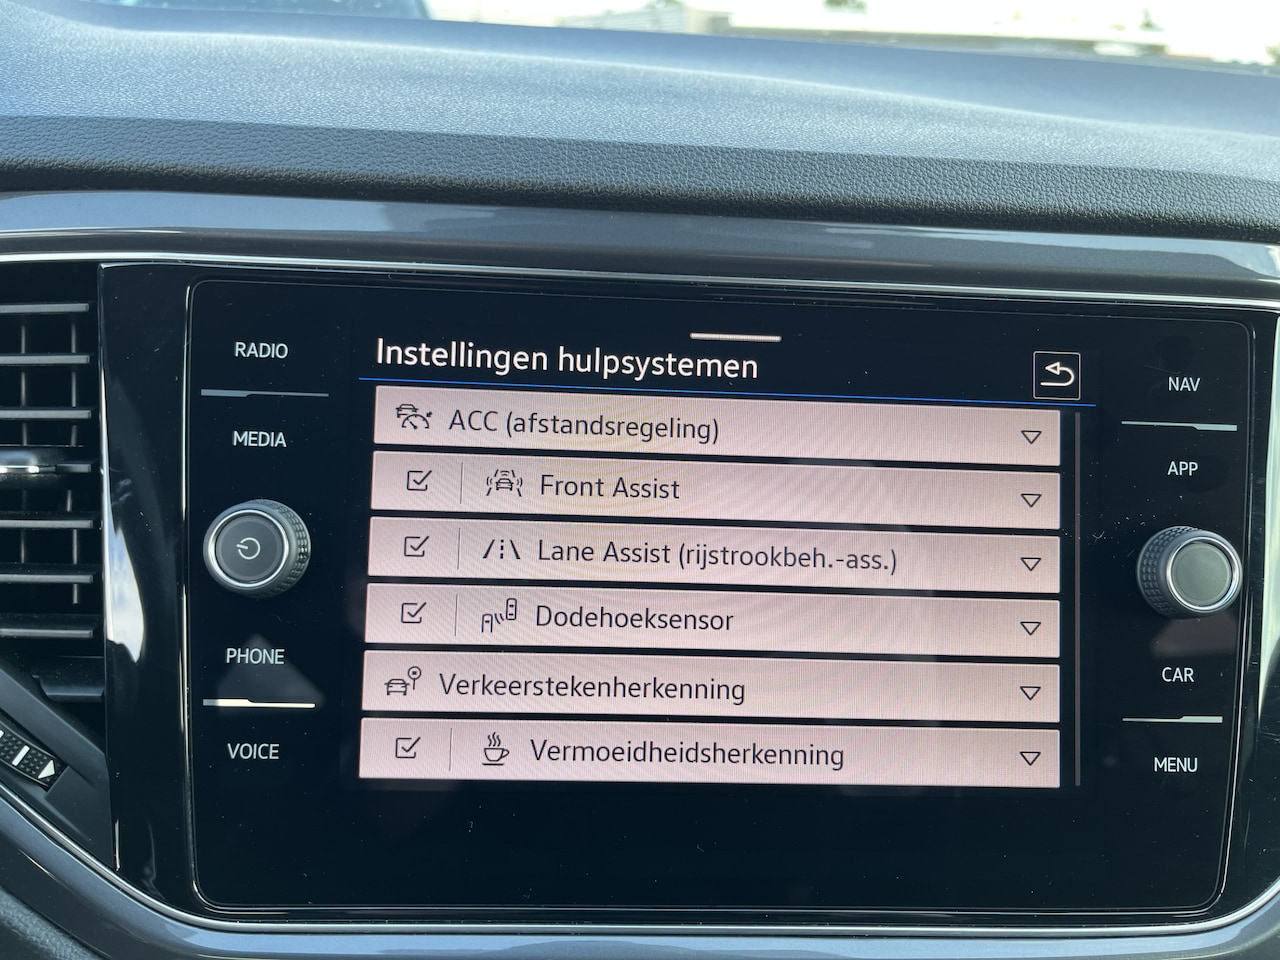 Instellingen hulpsystemen
RADIO
MEDIA
PHONE
VOICE
ACC (afstandsregeling)
Front Assist
Lane Assist (rijstrookbeh.-ass.)
Dodehoeksensor
Verkeerstekenherkenning
Vermoeidheidsherkenning
NAV
APP
CAR
MENU